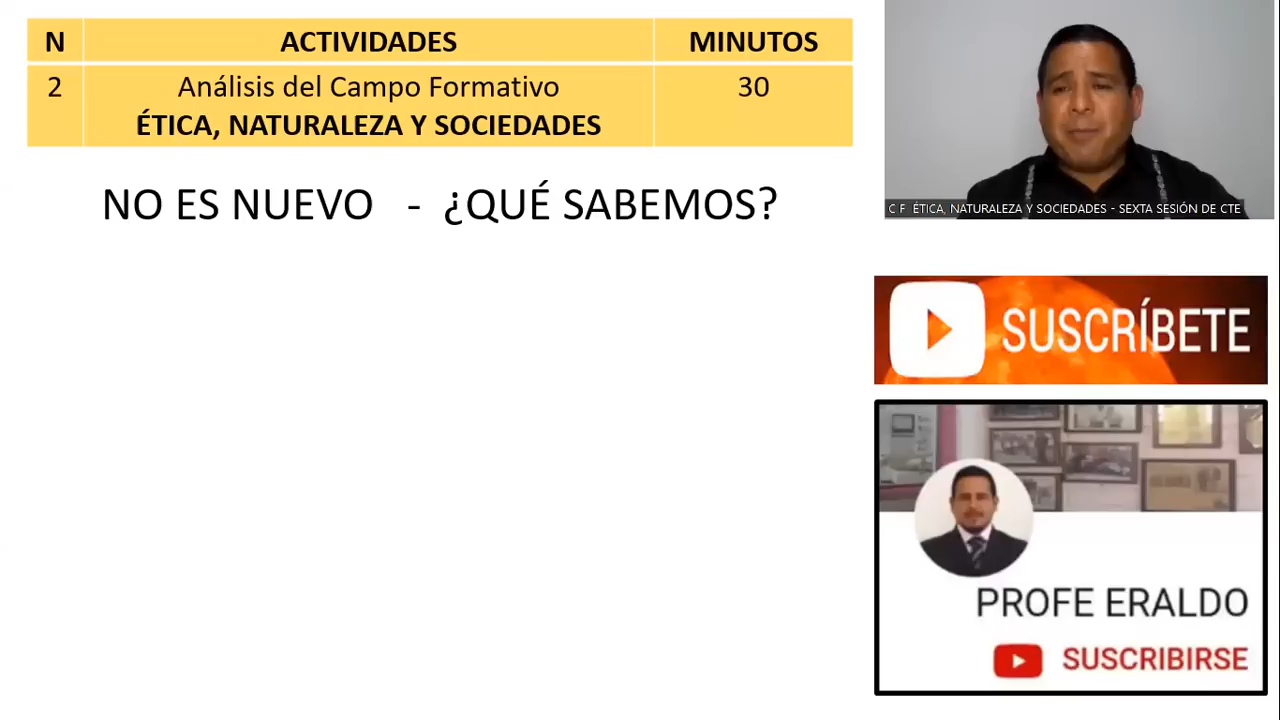 N ACTIVIDADES MINUTOS
2 Análisis del Campo Formativo 30
ÉTICA, NATURALEZA Y SOCIEDADES
NO ES NUEVO - ¿QUÉ SABEMOS?
C F ÉTICA, NATURALEZA Y SOCIEDADES - SEXTA SESIÓN DE CTE
SUSCRÍBETE
PROFE ERALDO
SUSCRIBIRSE